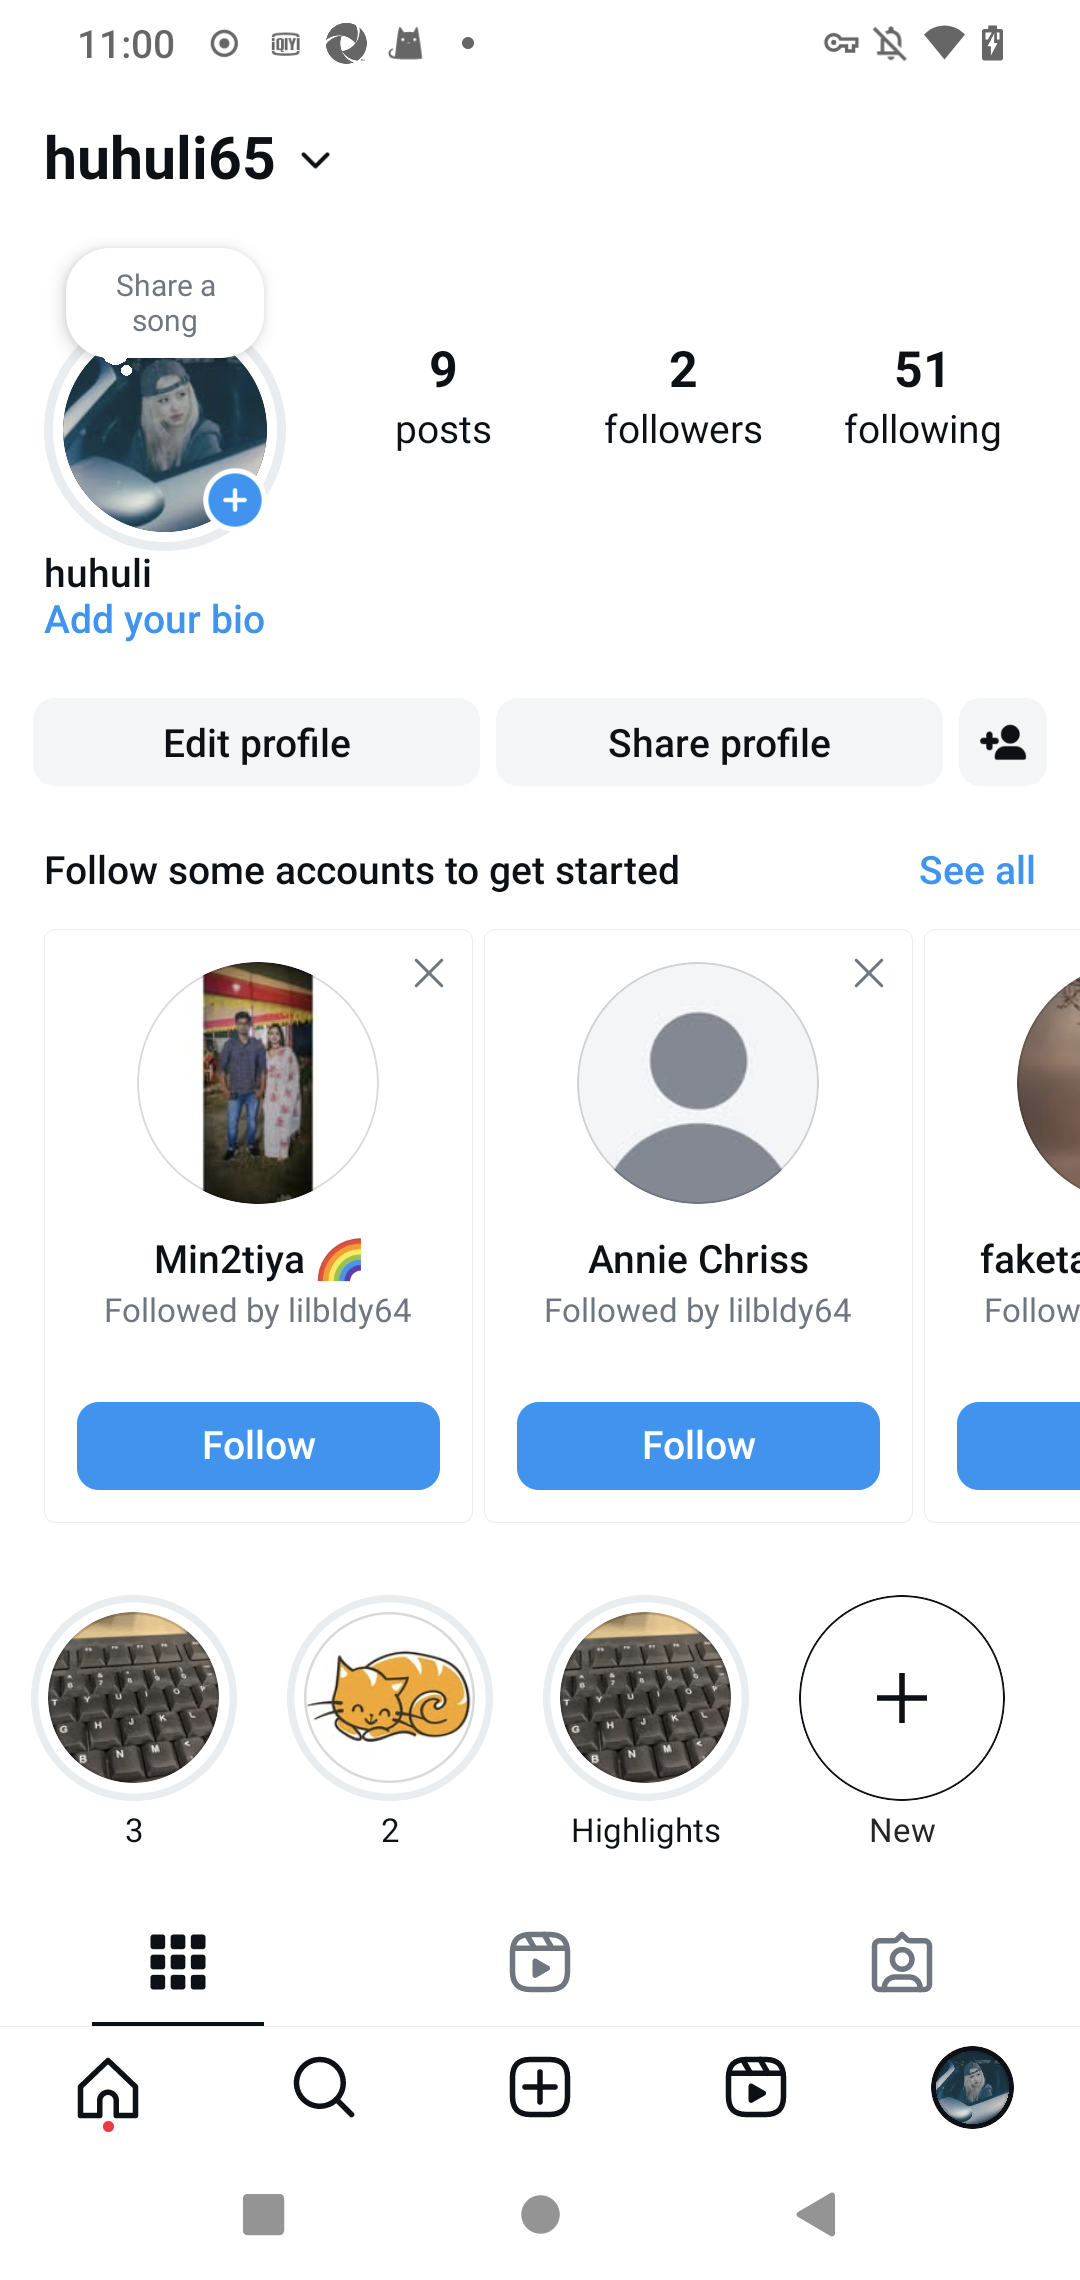 11:00
huhuli65
Share a
song
9
posts
2
followers
51
following
huhuli
Add your bio
Edit profile
Share profile
Follow some accounts to get started
See all
Min2tiya 🌈
Followed by lilbldy64
Follow
Annie Chriss
Followed by lilbldy64
Follow
faketa
Follow
3
2
Highlights
New